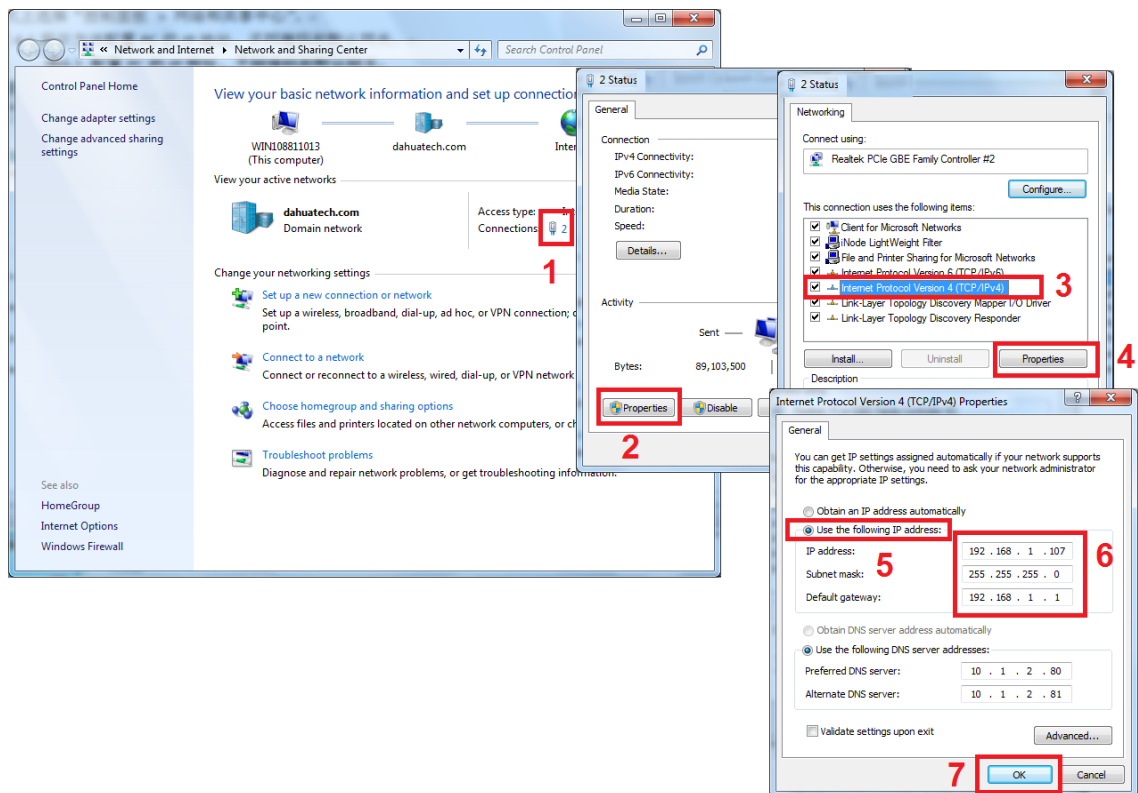 Network and Internet ▸ Network and Sharing Center
Search Control Panel
Control Panel Home
Change adapter settings
Change advanced sharing
settings
See also
HomeGroup
Internet Options
Windows Firewall
View your basic network information and set up connection
WIN108811013
(This computer)
dahuatech.com
Inter
View your active networks
dahuatech.com
Domain network
Access type:
Connections:
2
1
Change your networking settings
Set up a new connection or network
Set up a wireless, broadband, dial-up, ad hoc, or VPN connection;
point.
Connect to a network
Connect or reconnect to a wireless, wired, dial-up, or VPN network
Choose homegroup and sharing options
Access files and printers located on other network computers, or
Troubleshoot problems
Diagnose and repair network problems, or get troubleshooting information.
2 Status
General
Connection
IPv4 Connectivity:
IPv6 Connectivity:
Media State:
Duration:
Speed:
Details...
Activity
Sent
Bytes:
89,103,500
Properties
Disable
2
2 Status
Networking
Connect using:
Realtek PCIe GBE Family Controller #2
Configure...
This connection uses the following items:
Client for Microsoft Networks
iNode LightWeight Filter
File and Printer Sharing for Microsoft Networks
Internet Protocol Version 6 (TCP/IPv6)
Internet Protocol Version 4 (TCP/IPv4)
3
Link-Layer Topology Discovery Mapper I/O Driver
Link-Layer Topology Discovery Responder
Install...
Uninstall
Properties
4
Description
Internet Protocol Version 4 (TCP/IPv4) Properties
General
You can get IP settings assigned automatically if your network supports
this capability. Otherwise, you need to ask your network administrator
for the appropriate IP settings.
Obtain an IP address automatically
Use the following IP address:
5
IP address:
192 . 168 . 1 . 107
6
Subnet mask:
255 . 255 . 255 . 0
Default gateway:
192 . 168 . 1 . 1
Obtain DNS server address automatically
Use the following DNS server addresses:
Preferred DNS server:
10 . 1 . 2 . 80
Alternate DNS server:
10 . 1 . 2 . 81
Validate settings upon exit
Advanced...
7
OK
Cancel